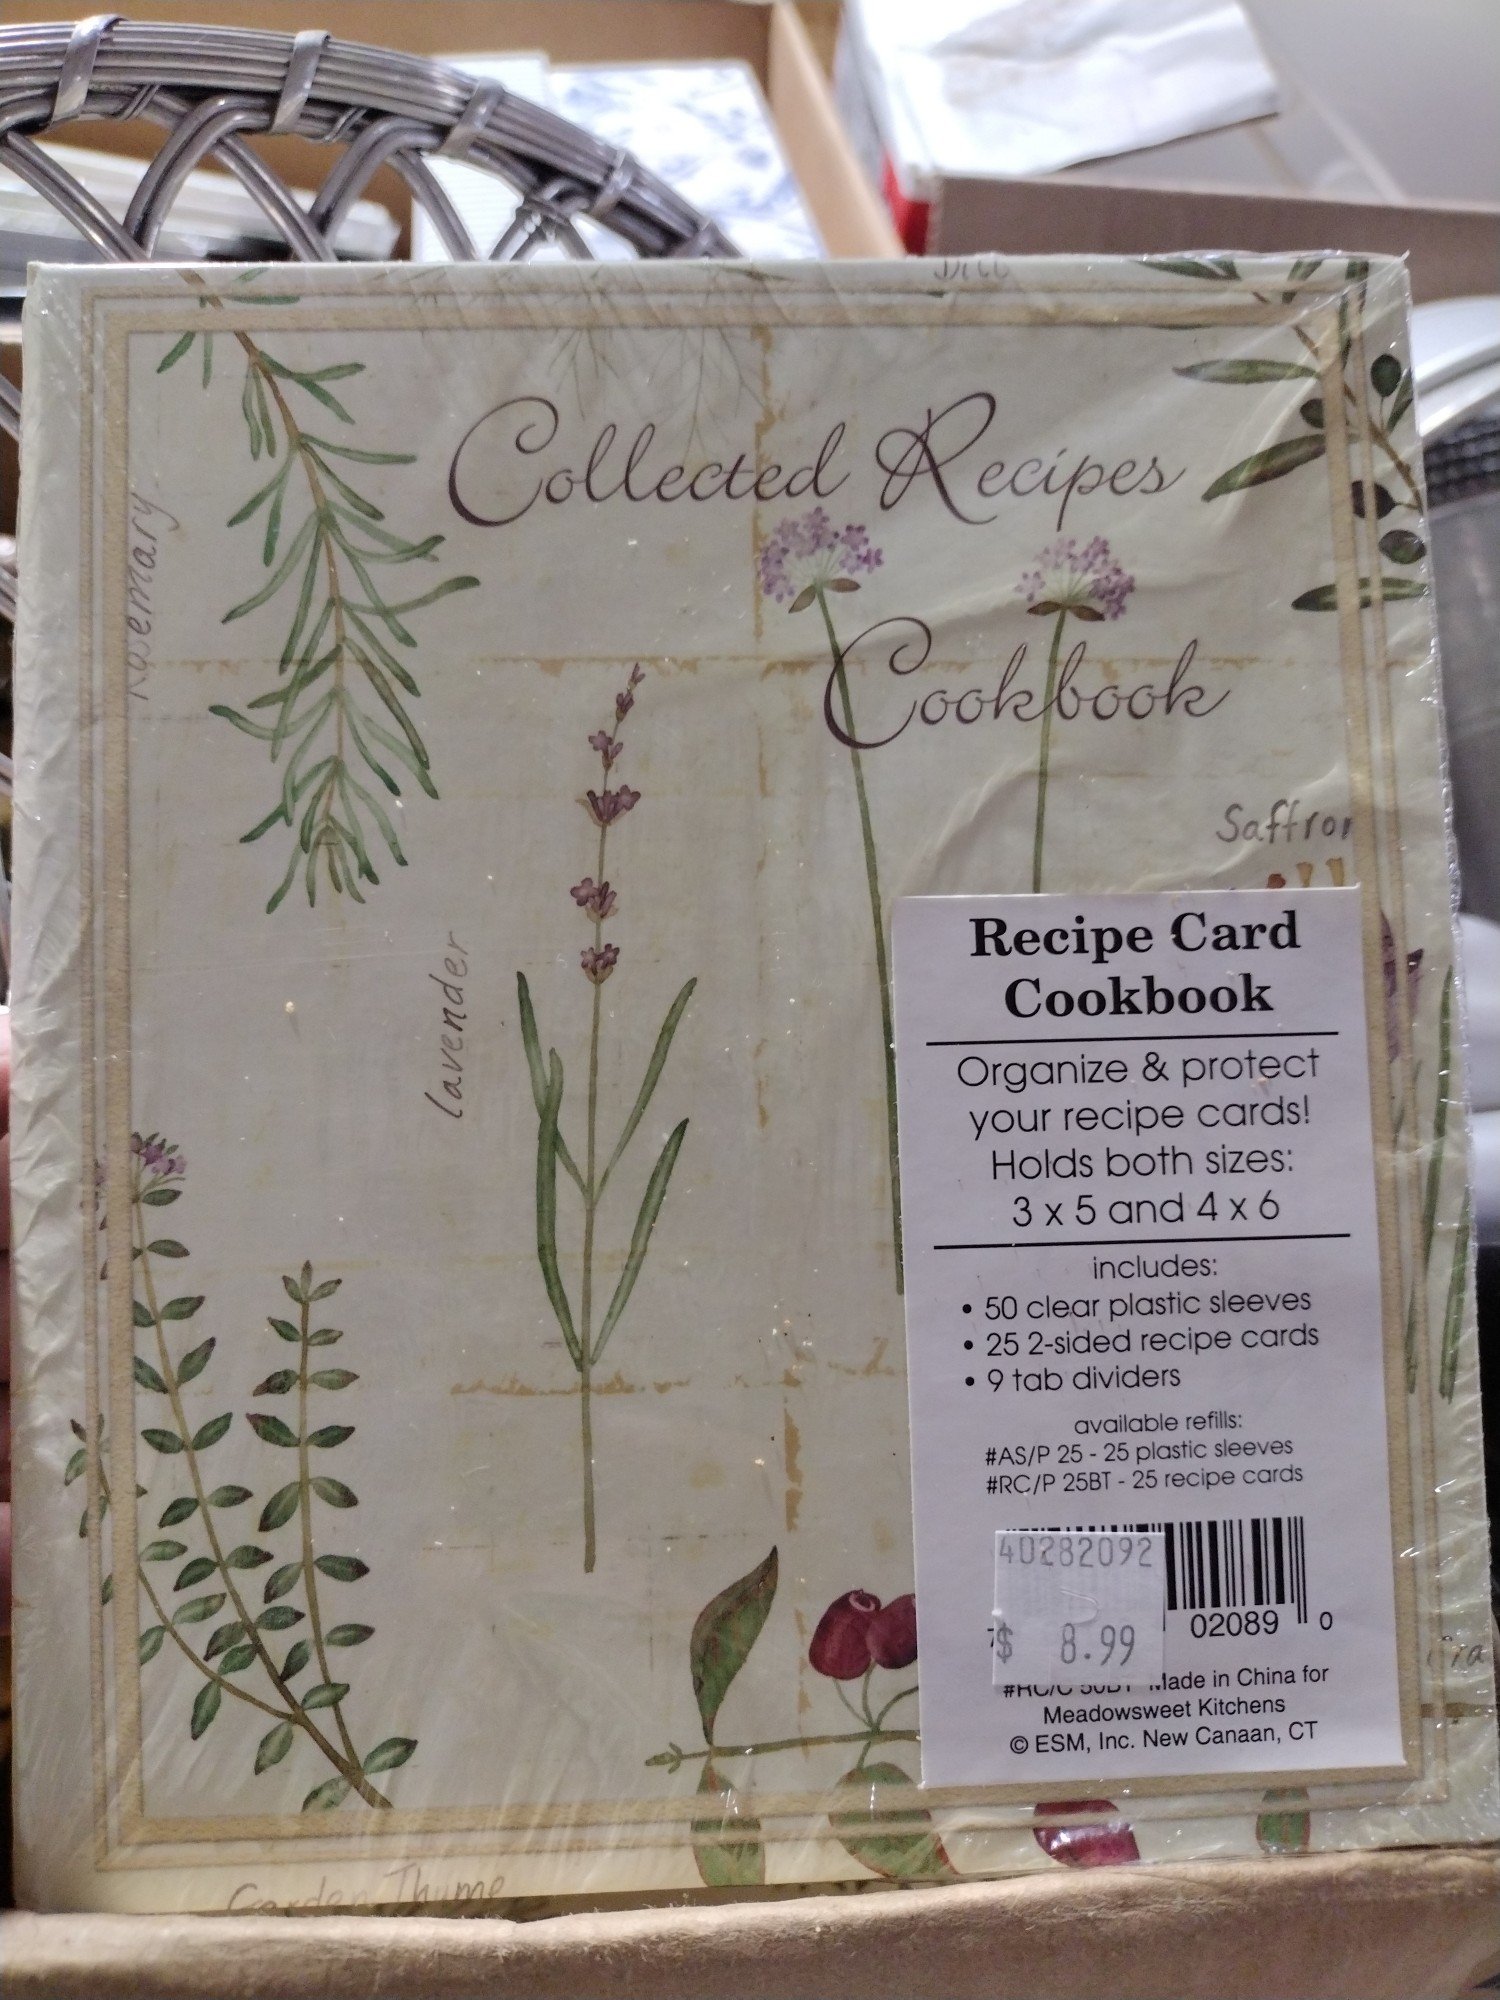 Dill
Collected Recipes
Cookbook
Rosemary
Saffron
lavender
Recipe Card
Cookbook
Organize & protect
your recipe cards!
Holds both sizes:
3 x 5 and 4 x 6
includes:
• 50 clear plastic sleeves
• 25 2-sided recipe cards
• 9 tab dividers
available refills:
#AS/P 25 - 25 plastic sleeves
#RC/P 25BT - 25 recipe cards
40282092
$ 8.99
02089 0
Made in China for
Meadowsweet Kitchens
© ESM, Inc. New Canaan, CT
Garden Thyme